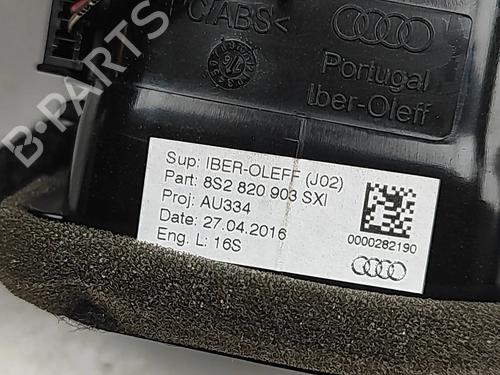 C/ABS<
Portugal
Iber-Oleff
B-PARTS
Sup: IBER-OLEFF (J02)
Part: 8S2 820 903 SXI
Proj: AU334
Date: 27.04.2016
Eng. L: 16S
0000282190